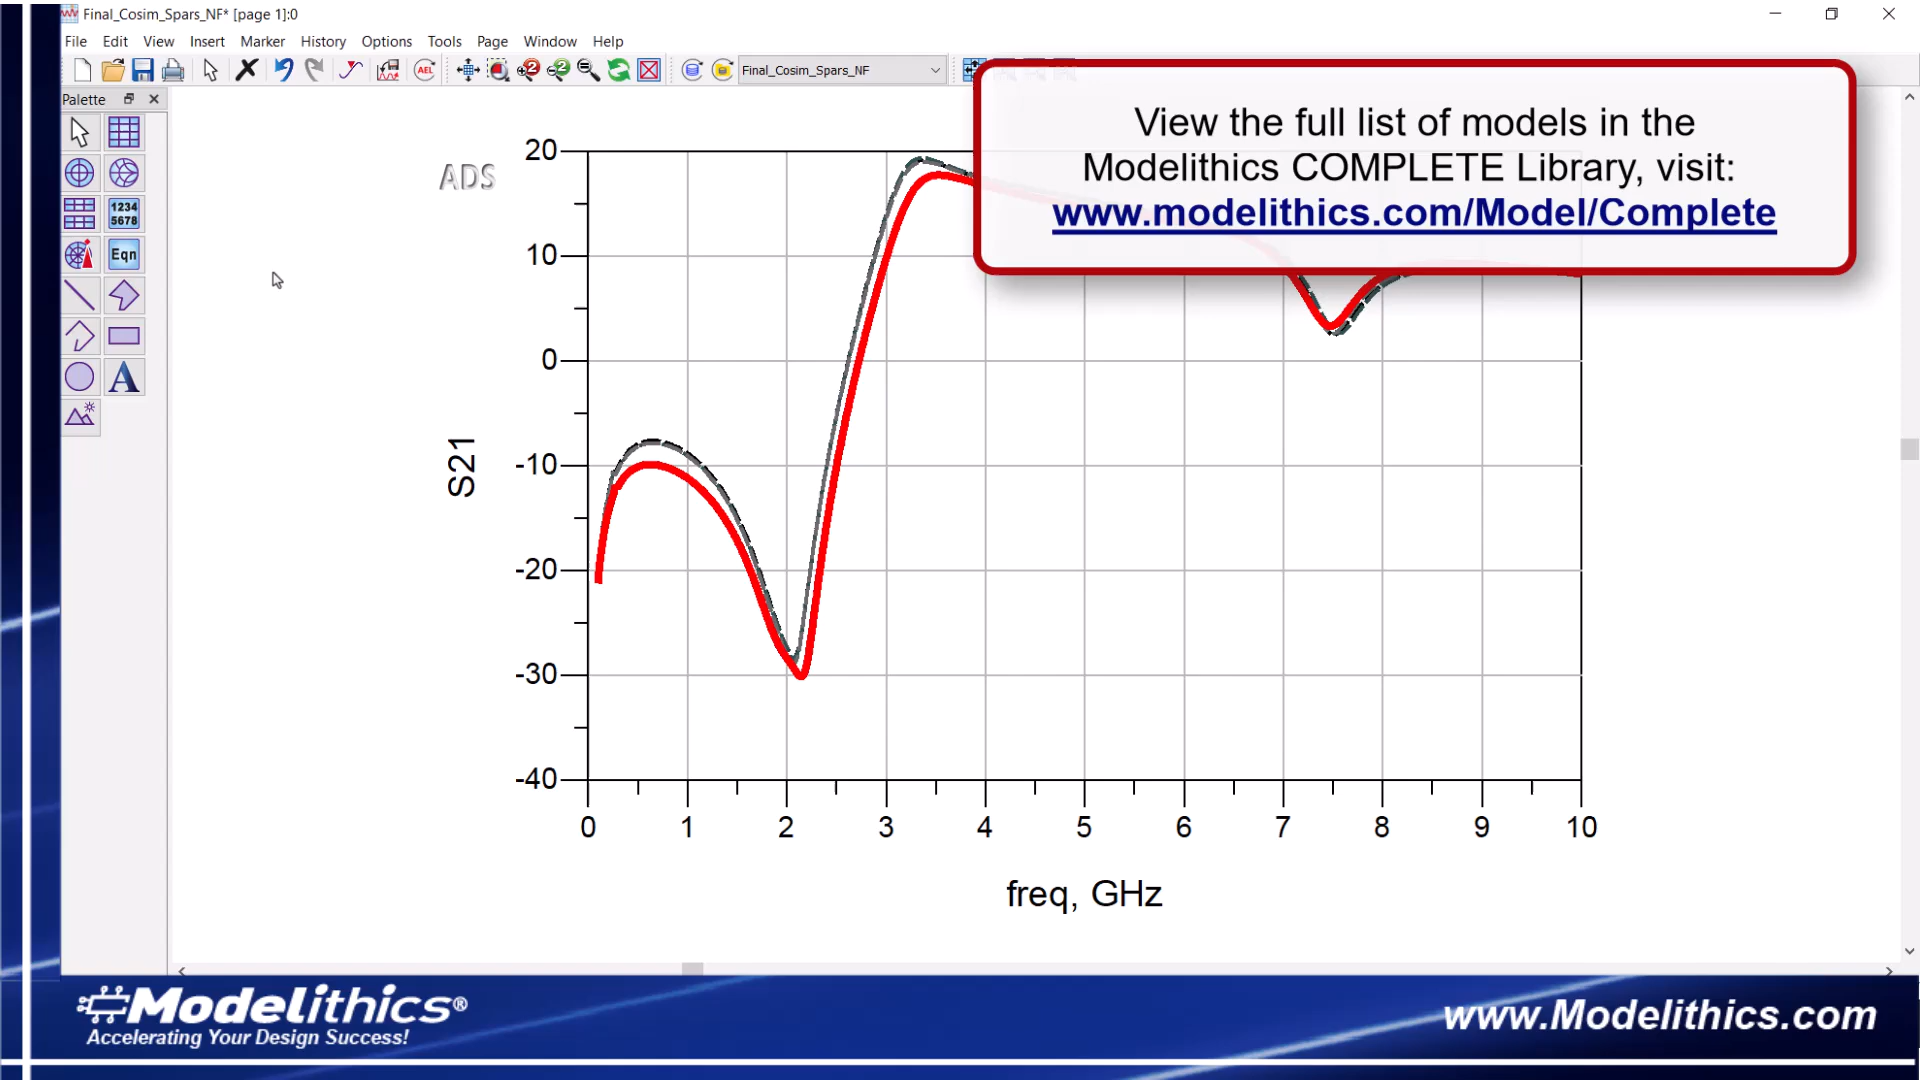 Final_Cosim_Spars_NF* [page 1]:0
File Edit View Insert Marker History Options Tools Page Window Help
AEL +2 -2 Final_Cosim_Spars_NF
Palette
1234
5678
Eqn
A
View the full list of models in the
Modelithics COMPLETE Library, visit:
www.modelithics.com/Model/Complete
ADS
20
10
0
-10
-20
-30
-40
S21
0 1 2 3 4 5 6 7 8 9 10
freq, GHz
Modelithics®
Accelerating Your Design Success!
www.Modelithics.com